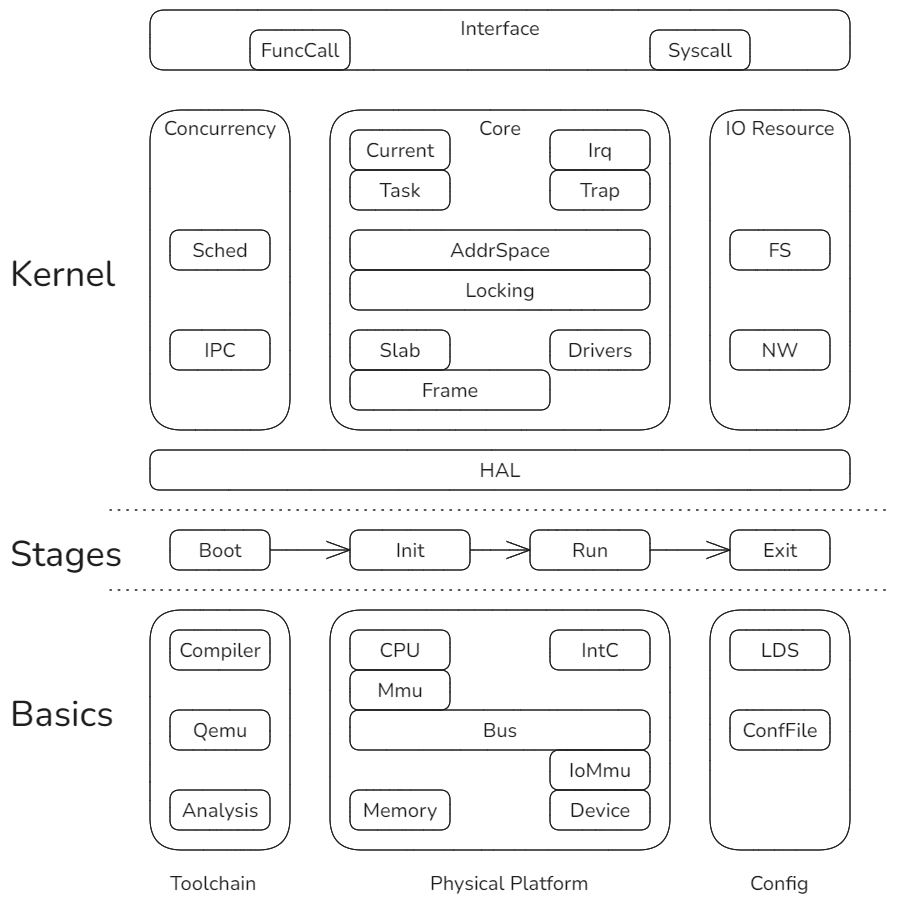 Interface
FuncCall
Syscall
Kernel
Concurrency
Sched
IPC
Core
Current
Irq
Task
Trap
AddrSpace
Locking
Slab
Drivers
Frame
IO Resource
FS
NW
HAL
Stages
Boot
Init
Run
Exit
Basics
Compiler
Qemu
Analysis
Toolchain
CPU
IntC
Mmu
Bus
IoMmu
Memory
Device
Physical Platform
LDS
ConfFile
Config